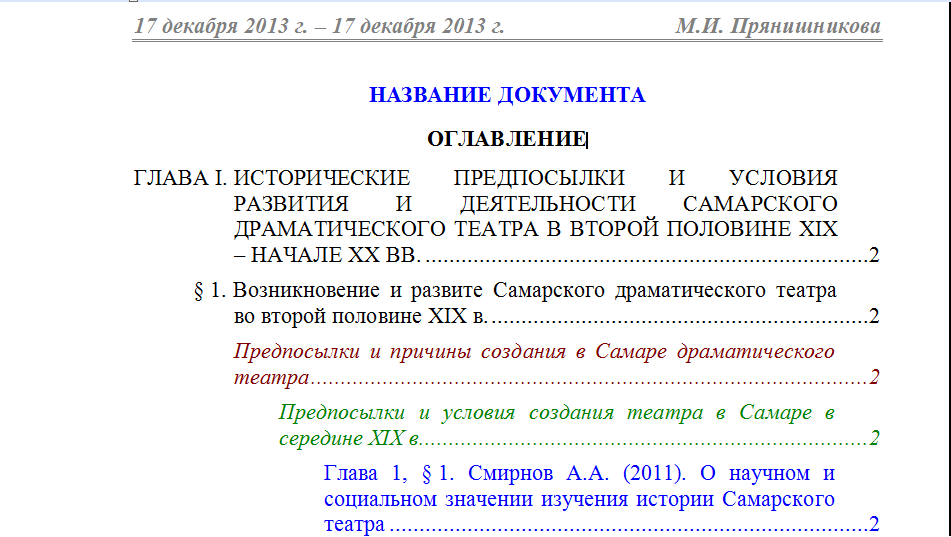 17 декабря 2013 г. – 17 декабря 2013 г. М.И. Прянишникова
НАЗВАНИЕ ДОКУМЕНТА
ОГЛАВЛЕНИЕ
ГЛАВА I. ИСТОРИЧЕСКИЕ ПРЕДПОСЫЛКИ И УСЛОВИЯ
РАЗВИТИЯ И ДЕЯТЕЛЬНОСТИ САМАРСКОГО
ДРАМАТИЧЕСКОГО ТЕАТРА В ВТОРОЙ ПОЛОВИНЕ XIX
– НАЧАЛЕ XX ВВ. ........................................................................2
§ 1. Возникновение и развите Самарского драматического театра
во второй половине XIX в. ..............................................................2
Предпосылки и причины создания в Самаре драматического
театра..........................................................................................2
Предпосылки и условия создания театра в Самаре в
середине XIX в..........................................................................2
Глава 1, § 1. Смирнов А.А. (2011). О научном и
социальном значении изучения истории Самарского
театра ...............................................................................2